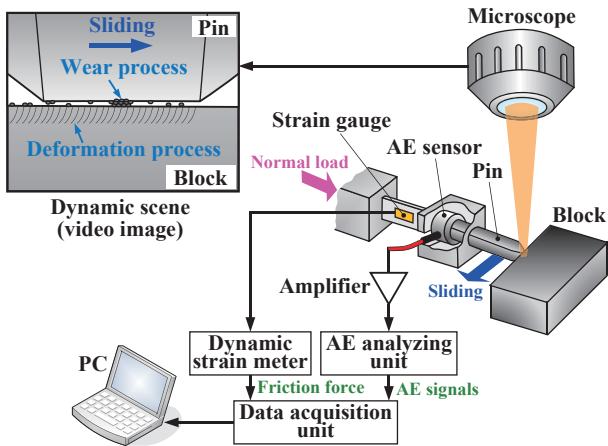 Sliding
Pin
Wear process
Deformation process
Block
Dynamic scene
(video image)
Microscope
Strain gauge
AE sensor
Normal load
Pin
Block
Sliding
Amplifier
Dynamic
strain meter
AE analyzing
unit
PC
Friction force
AE signals
Data acquisition
unit